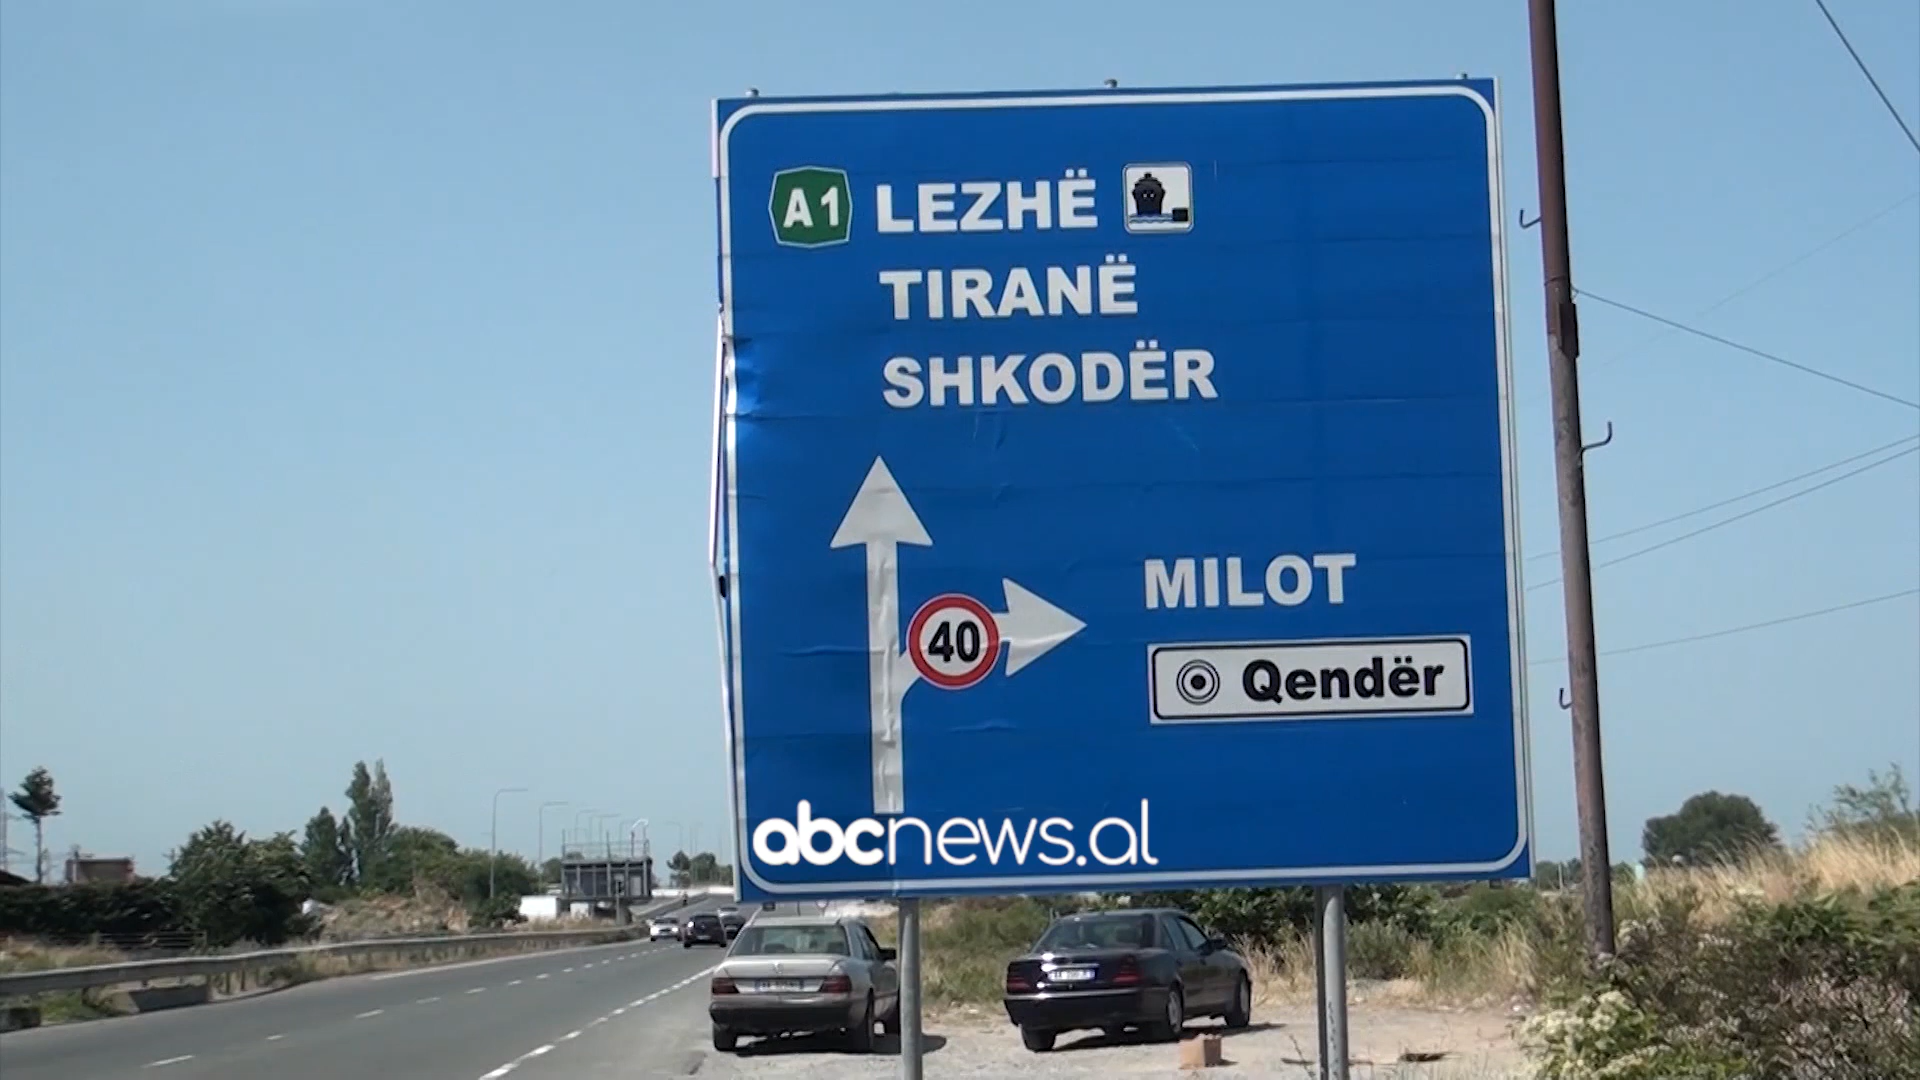 A1 LEZHË
TIRANË
SHKODËR
MILOT
40
Qendër
abcnews.al